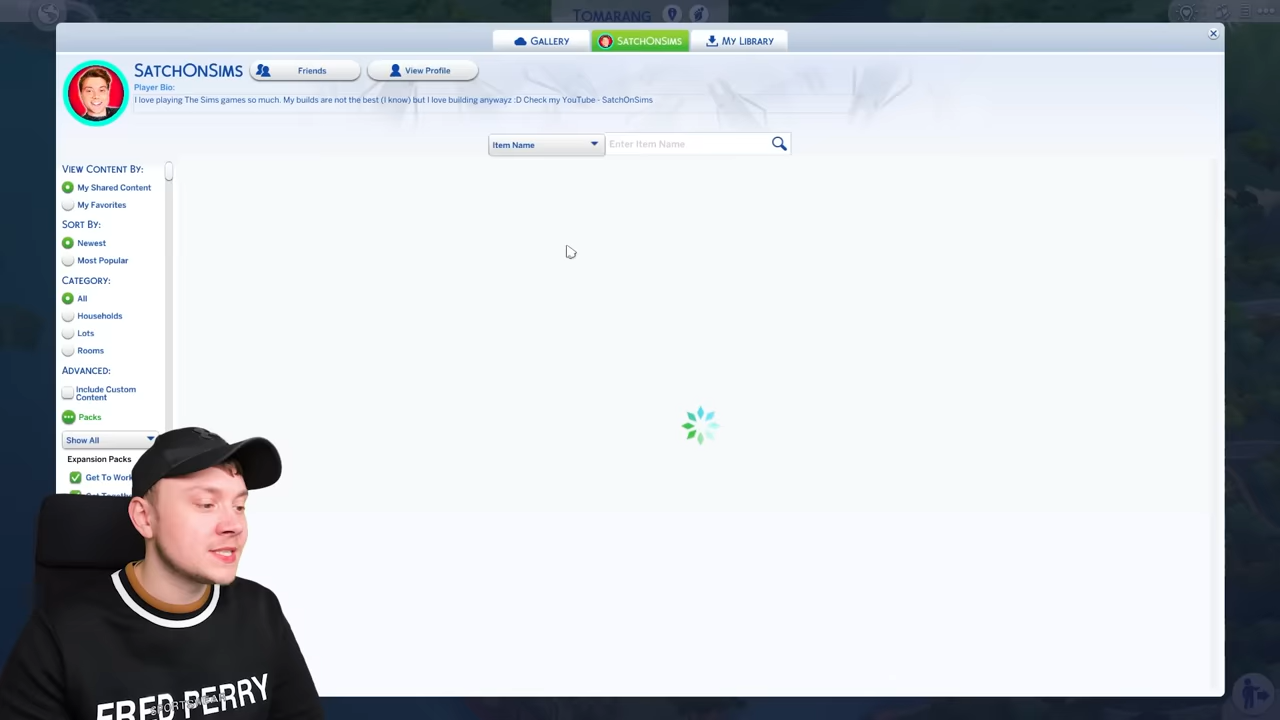 Tomarang
Gallery
SatchOnSims
My Library
SatchOnSims
Friends
View Profile
Player Bio:
I love playing The Sims games so much. My builds are not the best (I know) but I love building anywayz :D Check my YouTube - SatchOnSims
Item Name
Enter Item Name
View Content By:
My Shared Content
My Favorites
Sort By:
Newest
Most Popular
Category:
All
Households
Lots
Rooms
Advanced:
Include Custom
Content
Packs
Show All
Expansion Packs
Get To Work
FRED PERRY
SPORTSWEAR